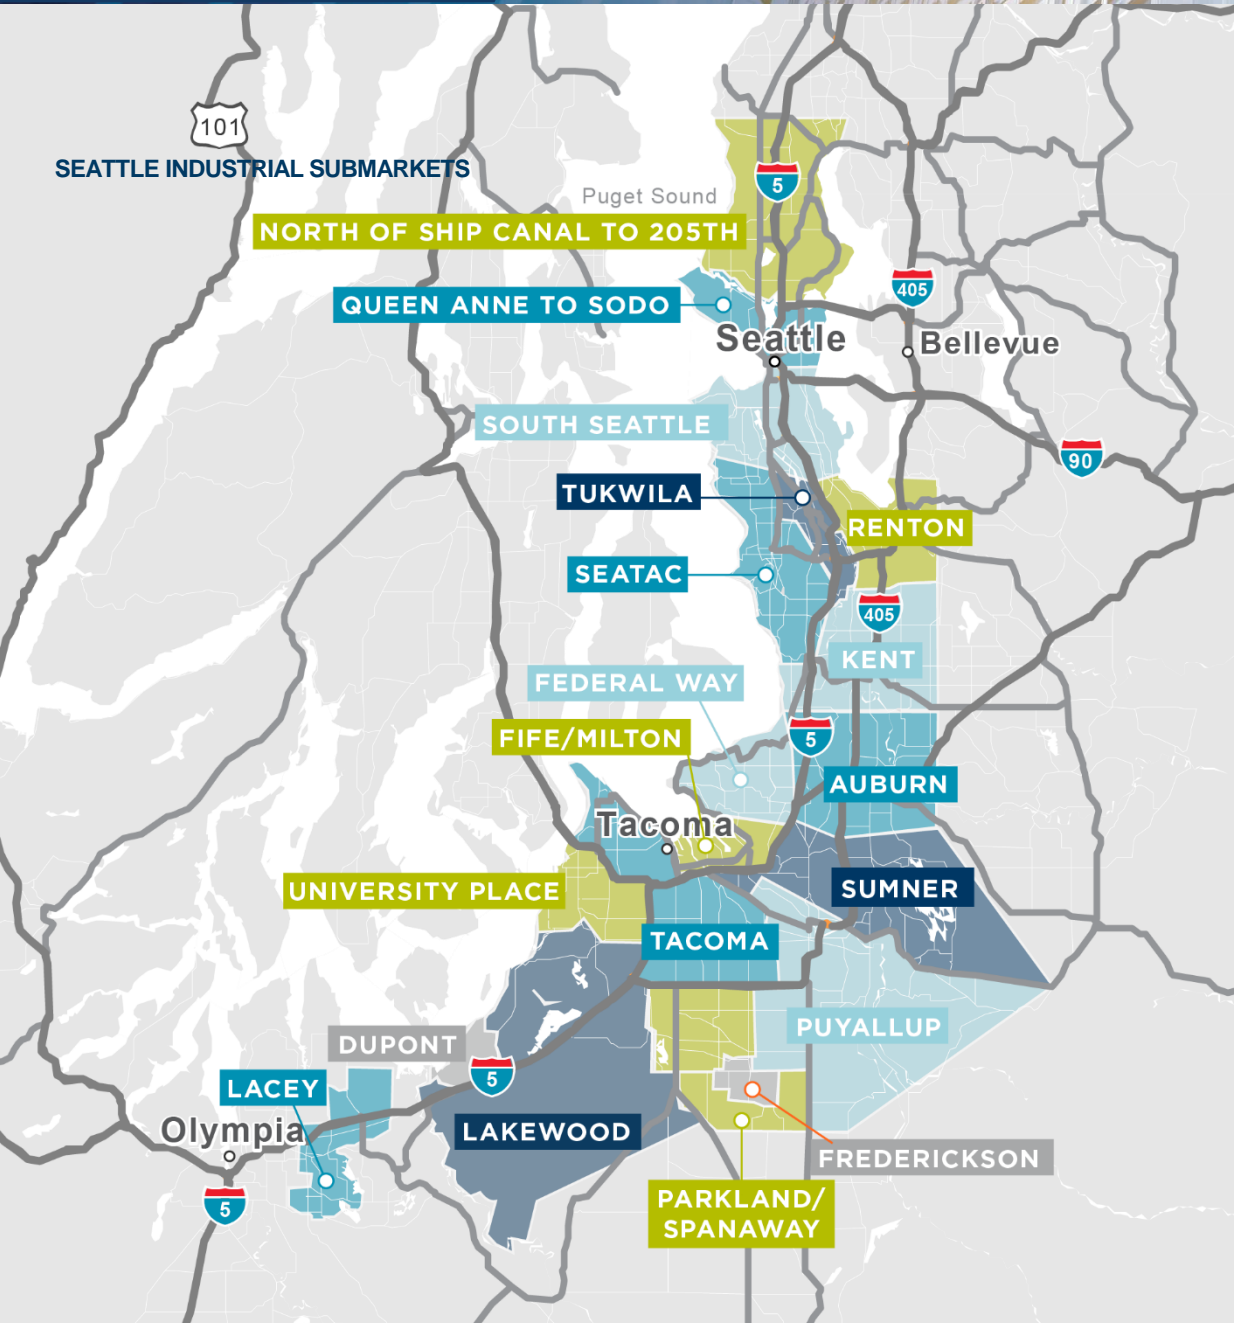 101
SEATTLE INDUSTRIAL SUBMARKETS
5
Puget Sound
NORTH OF SHIP CANAL TO 205TH
405
QUEEN ANNE TO SODO
Seattle
Bellevue
SOUTH SEATTLE
90
TUKWILA
RENTON
SEATAC
405
KENT
FEDERAL WAY
FIFE/MILTON
5
AUBURN
Tacoma
UNIVERSITY PLACE
SUMNER
TACOMA
PUYALLUP
DUPONT
5
LACEY
Olympia
LAKEWOOD
FREDERICKSON
5
PARKLAND/
SPANAWAY